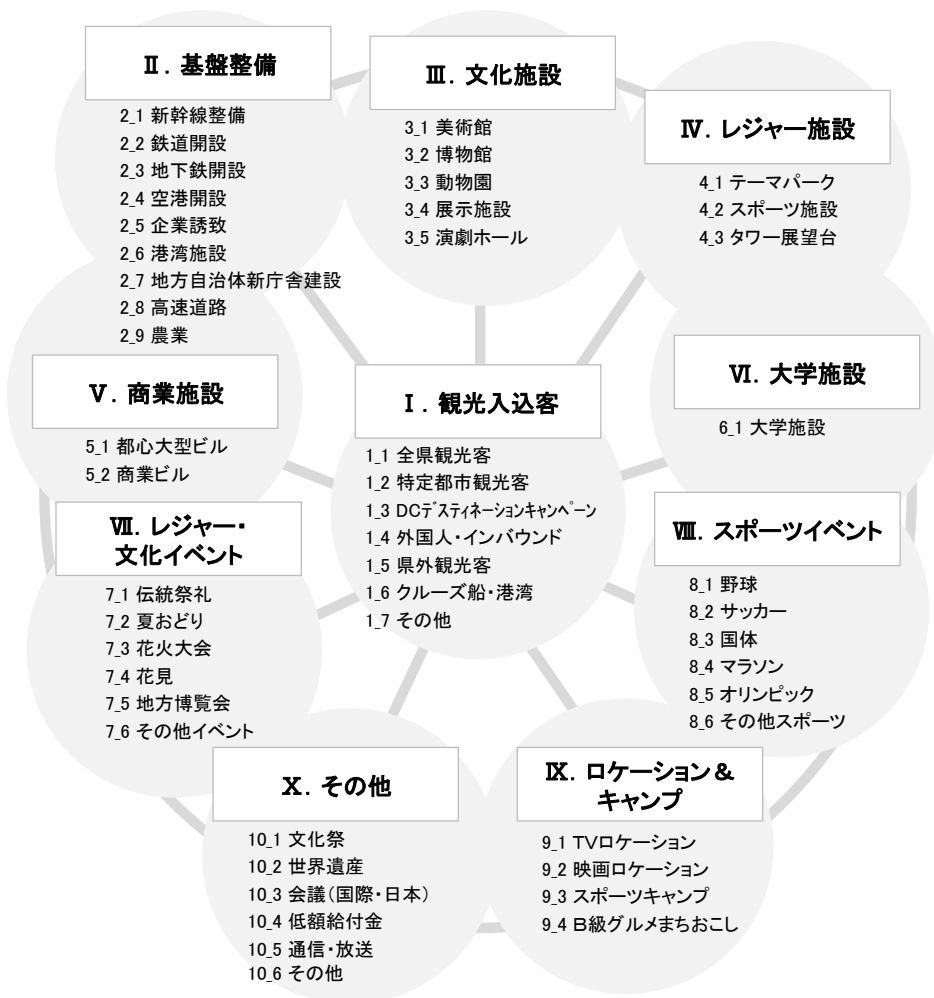 Ⅱ. 基盤整備
2_1 新幹線整備
2_2 鉄道開設
2_3 地下鉄開設
2_4 空港開設
2_5 企業誘致
2_6 港湾施設
2_7 地方自治体新庁舎建設
2_8 高速道路
2_9 農業
Ⅲ. 文化施設
3_1 美術館
3_2 博物館
3_3 動物園
3_4 展示施設
3_5 演劇ホール
Ⅳ. レジャー施設
4_1 テーマパーク
4_2 スポーツ施設
4_3 タワー展望台
Ⅴ. 商業施設
5_1 都心大型ビル
5_2 商業ビル
Ⅰ. 観光入込客
1_1 全県観光客
1_2 特定都市観光客
1_3 DCﾃﾞｽﾃｨﾈｰｼｮﾝｷｬﾝﾍﾟｰﾝ
1_4 外国人・インバウンド
1_5 県外観光客
1_6 クルーズ船・港湾
1_7 その他
Ⅵ. 大学施設
6_1 大学施設
Ⅶ. レジャー・
文化イベント
7_1 伝統祭礼
7_2 夏おどり
7_3 花火大会
7_4 花見
7_5 地方博覧会
7_6 その他イベント
Ⅷ. スポーツイベント
8_1 野球
8_2 サッカー
8_3 国体
8_4 マラソン
8_5 オリンピック
8_6 その他スポーツ
Ⅹ. その他
10_1 文化祭
10_2 世界遺産
10_3 会議（国際・日本）
10_4 低額給付金
10_5 通信・放送
10_6 その他
Ⅸ. ロケーション＆
キャンプ
9_1 TVロケーション
9_2 映画ロケーション
9_3 スポーツキャンプ
9_4 B級グルメまちおこし